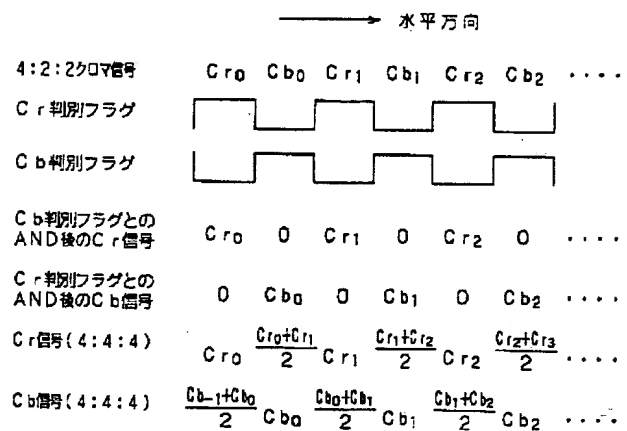 水平方向
4:2:2クロマ信号 Cr0 Cb0 Cr1 Cb1 Cr2 Cb2 ····
Cr判別フラグ
Cb判別フラグ
Cb判別フラグとの
AND後のCr信号 Cr0 0 Cr1 0 Cr2 0 ····
Cr判別フラグとの
AND後のCb信号 0 Cb0 0 Cb1 0 Cb2 ····
Cr信号(4:4:4) Cr0 (Cr0+Cr1)/2 Cr1 (Cr1+Cr2)/2 Cr2 (Cr2+Cr3)/2 ····
Cb信号(4:4:4) (Cb-1+Cb0)/2 Cb0 (Cb0+Cb1)/2 Cb1 (Cb1+Cb2)/2 Cb2 ····